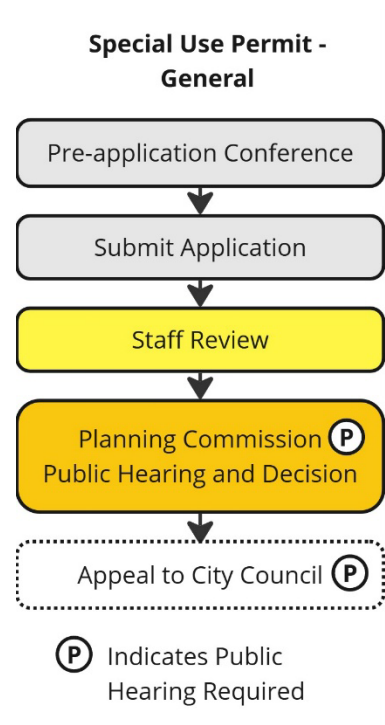 Special Use Permit -
General
Pre-application Conference
Submit Application
Staff Review
Planning Commission P
Public Hearing and Decision
Appeal to City Council P
P Indicates Public
Hearing Required